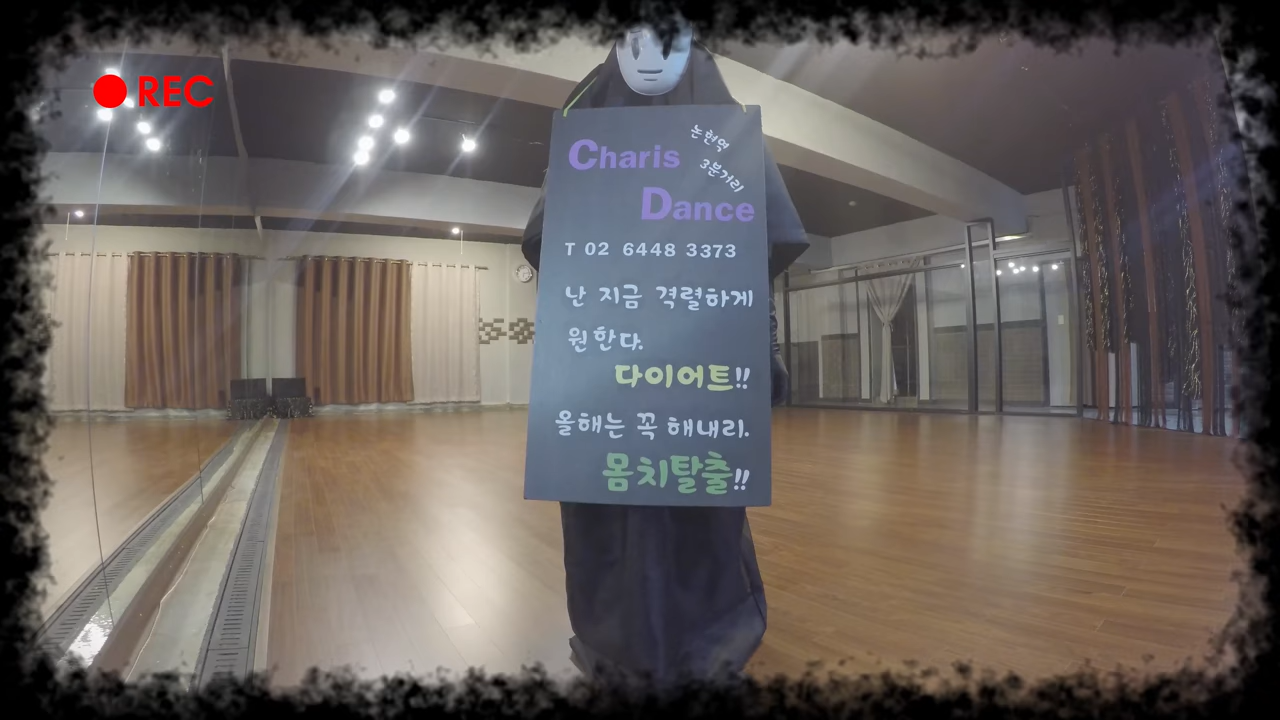 REC
Charis
논현역
3분거리
Dance
T 02 6448 3373
난 지금 격렬하게
원한다.
다이어트!!
올해는 꼭 해내리.
몸치탈출!!